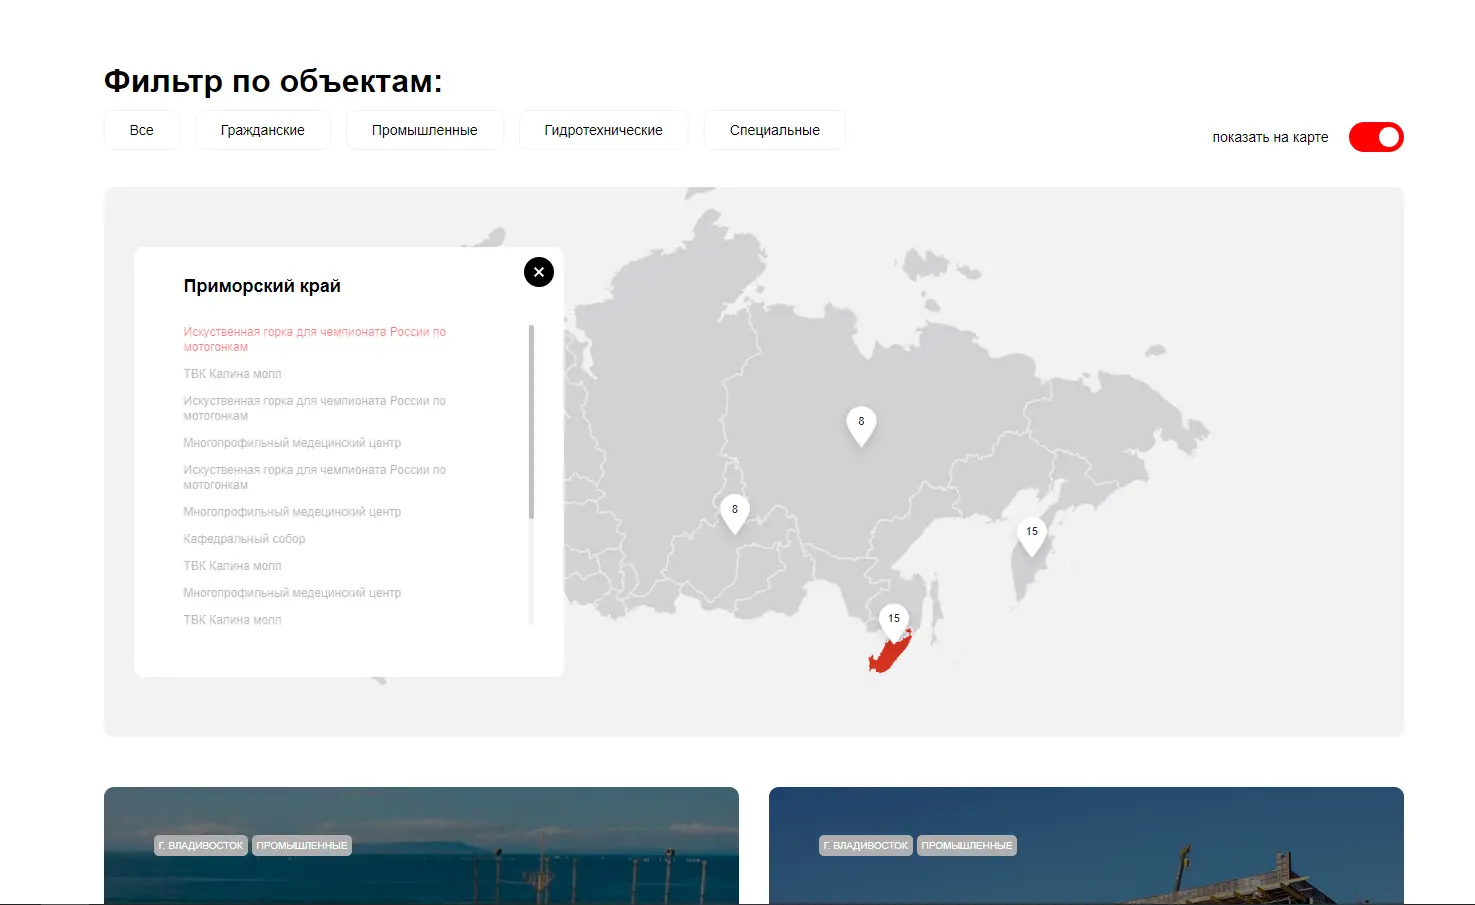 Фильтр по объектам:
Все
Гражданские
Промышленные
Гидротехнические
Специальные
показать на карте
Приморский край
Искуственная горка для чемпионата России по
мотогонкам
ТВК Калина молл
Искуственная горка для чемпионата России по
мотогонкам
Многопрофильный медецинский центр
Искуственная горка для чемпионата России по
мотогонкам
Многопрофильный медецинский центр
Кафедральный собор
ТВК Калина молл
Многопрофильный медецинский центр
ТВК Калина молл
8
8
15
15
Г. ВЛАДИВОСТОК
ПРОМЫШЛЕННЫЕ
Г. ВЛАДИВОСТОК
ПРОМЫШЛЕННЫЕ